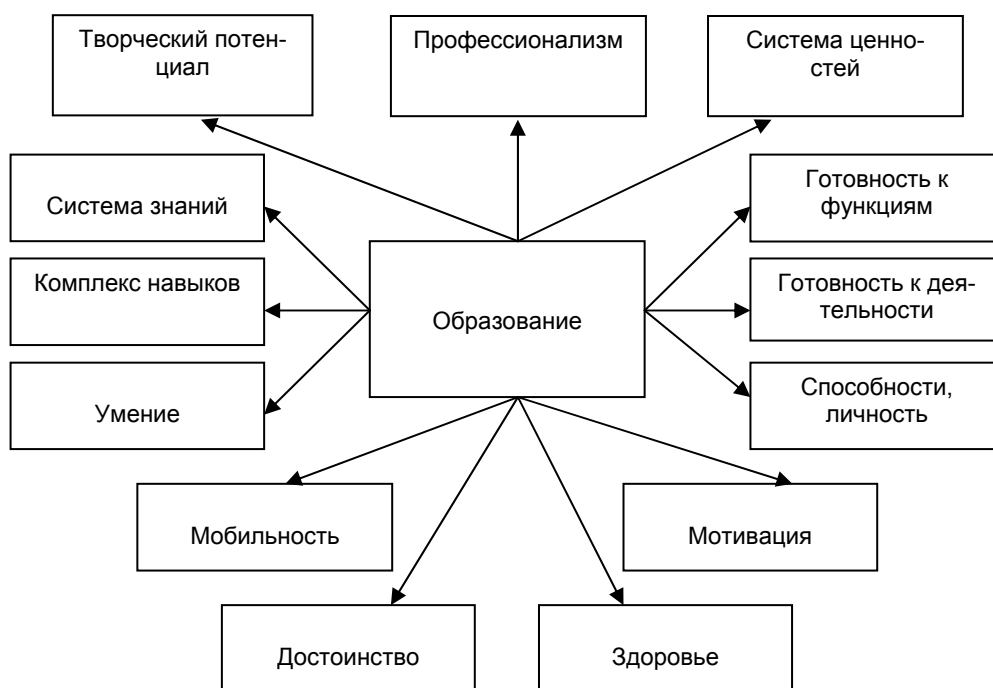 Творческий потен-
циал
Профессионализм
Система ценно-
стей
Система знаний
Готовность к
функциям
Комплекс навыков
Образование
Готовность к дея-
тельности
Умение
Способности,
личность
Мобильность
Мотивация
Достоинство
Здоровье